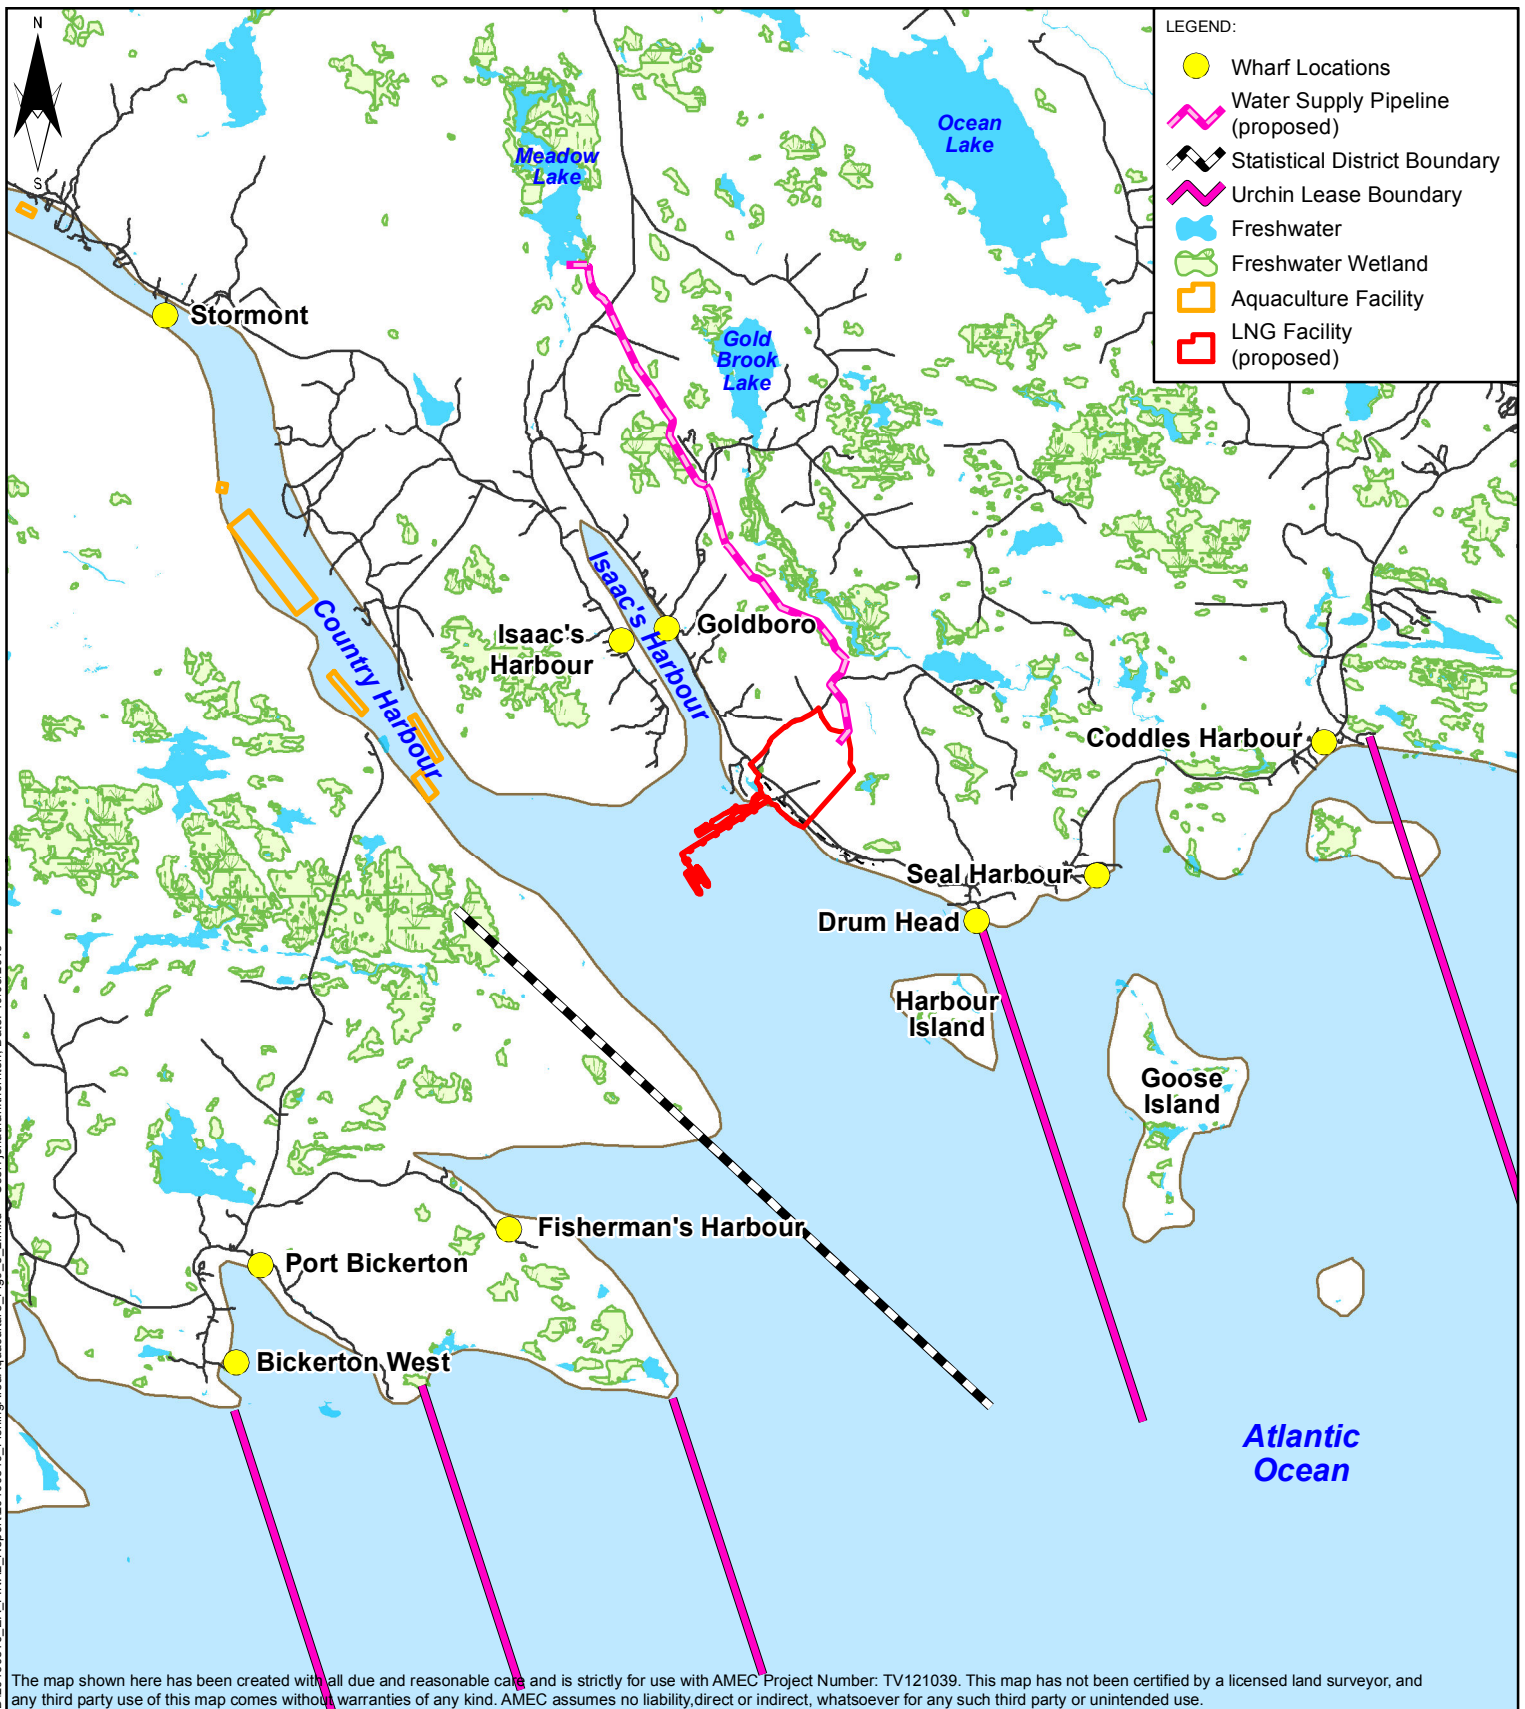 N
S
LEGEND:
Wharf Locations
Water Supply Pipeline
(proposed)
Statistical District Boundary
Urchin Lease Boundary
Freshwater
Freshwater Wetland
Aquaculture Facility
LNG Facility
(proposed)
Meadow
Lake
Ocean
Lake
Stormont
Gold
Brook
Lake
Country Harbour
Isaac's Harbour
Isaac's
Harbour
Goldboro
Coddles Harbour
Seal Harbour
Drum Head
Harbour
Island
Goose
Island
Fisherman's Harbour
Port Bickerton
Bickerton West
Atlantic
Ocean
The map shown here has been created with all due and reasonable care and is strictly for use with AMEC Project Number: TV121039. This map has not been certified by a licensed land surveyor, and
any third party use of this map comes without warranties of any kind. AMEC assumes no liability,direct or indirect, whatsoever for any such third party or unintended use.